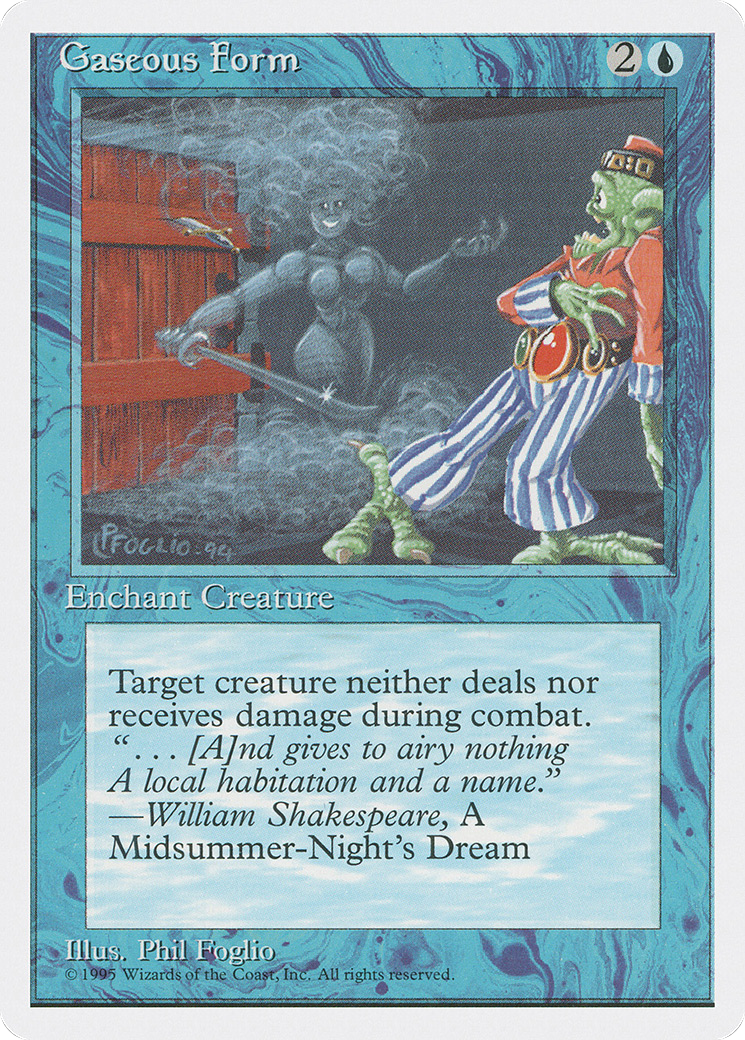 Gaseous Form
2
PFOGLIO-94
Enchant Creature
Target creature neither deals nor
receives damage during combat.
“ . . . [A]nd gives to airy nothing
A local habitation and a name.”
—William Shakespeare, A
Midsummer-Night’s Dream
Illus. Phil Foglio
© 1995 Wizards of the Coast, Inc. All rights reserved.